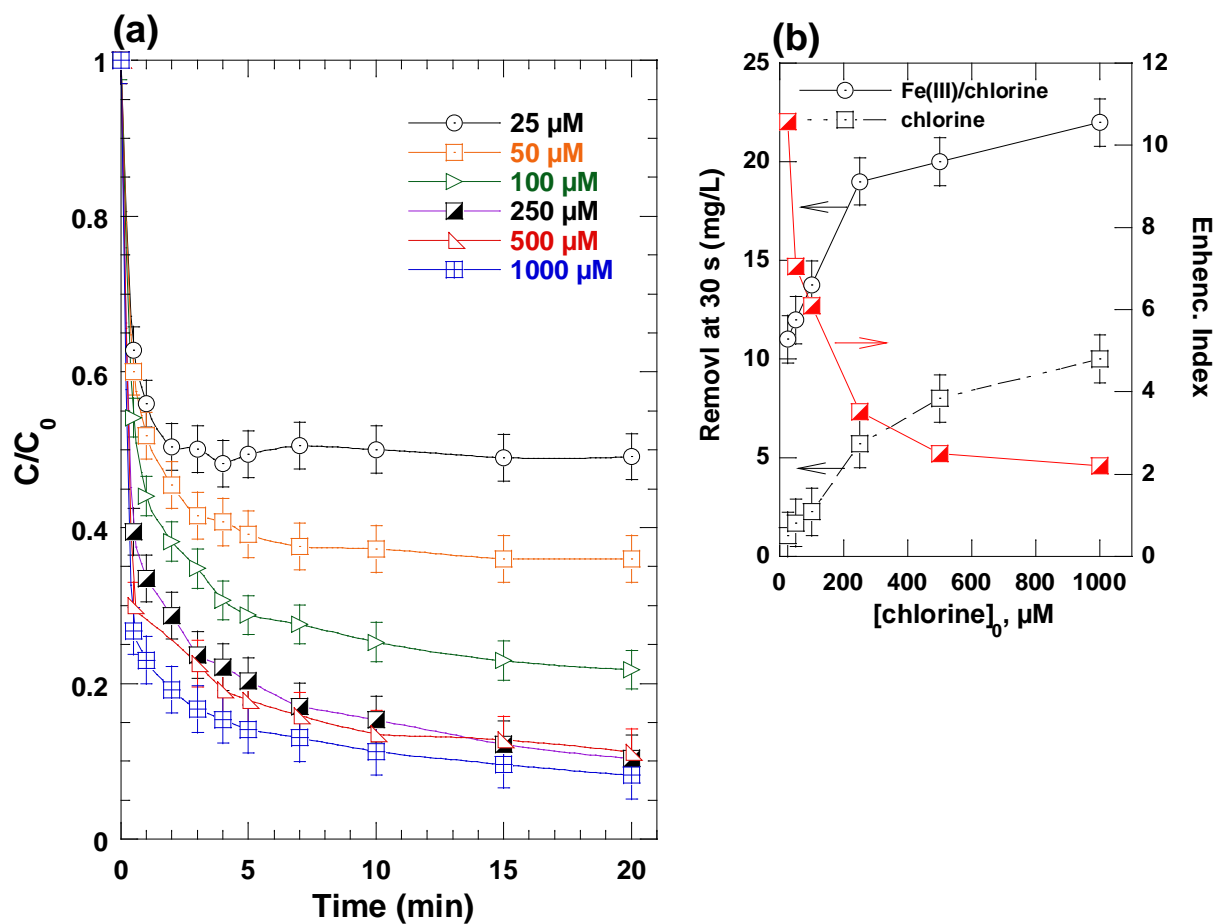 (a)
1
0.8
0.6
0.4
0.2
0
C/C0
0 5 10 15 20
Time (min)
25 µM
50 µM
100 µM
250 µM
500 µM
1000 µM
(b)
25
20
15
10
5
0
Removl at 30 s (mg/L)
Fe(III)/chlorine
chlorine
12
10
8
6
4
2
0
Enhenc. Index
0 200 400 600 800 1000
[chlorine]0, µM